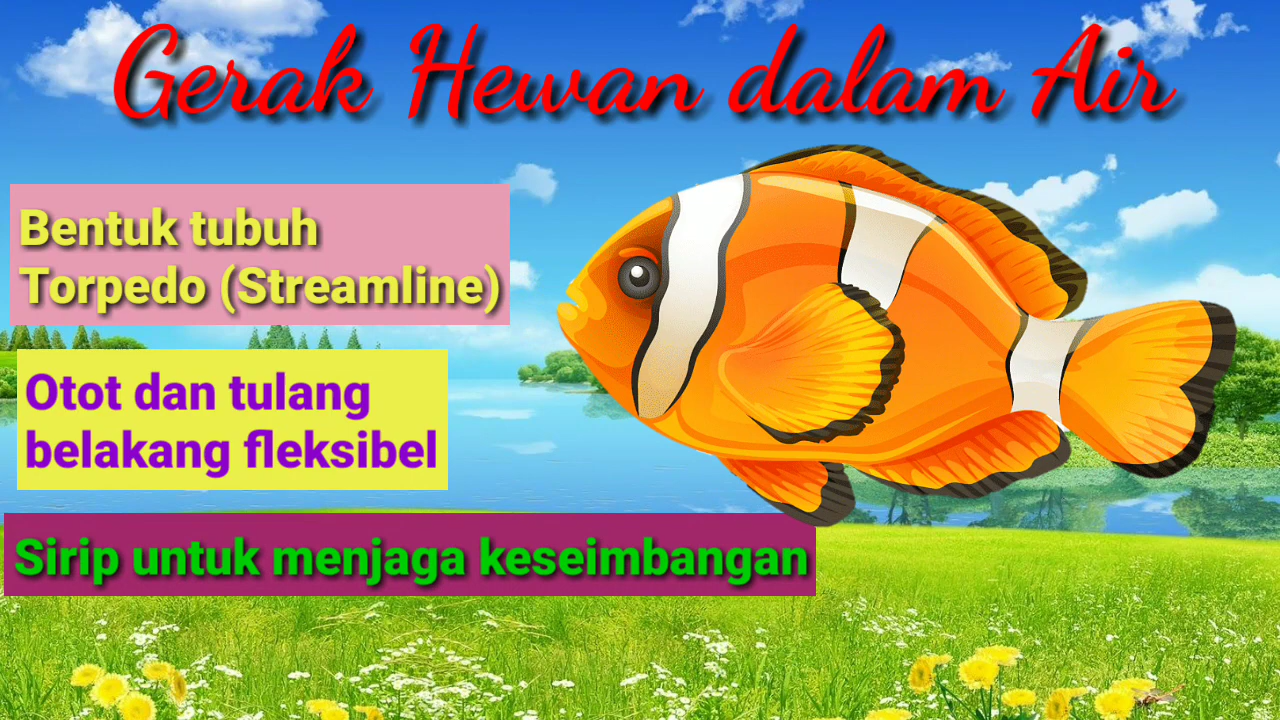 Gerak Hewan dalam Air
Bentuk tubuh
Torpedo (Streamline)
Otot dan tulang
belakang fleksibel
Sirip untuk menjaga keseimbangan